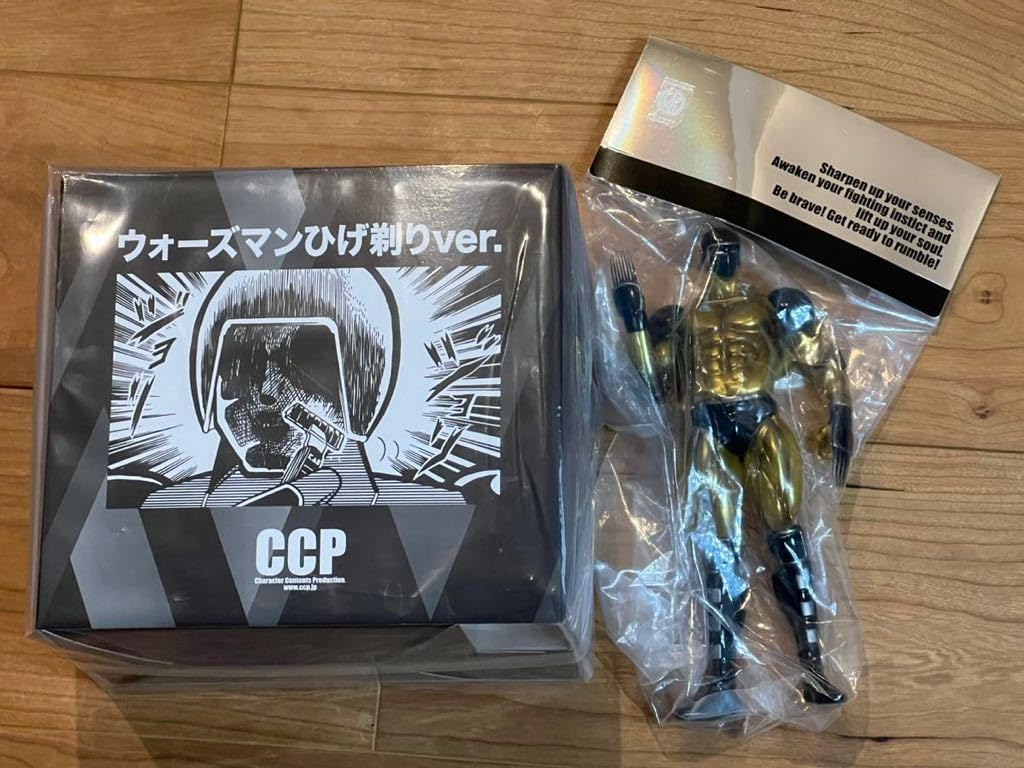 ウォーズマンひげ剃りver.
ジョ
CCP
Character Contents Production.
www.ccp.jp
Sharpen up your senses.
Awaken your fighting instict and
lift up your soul.
Be brave! Get ready to rumble!